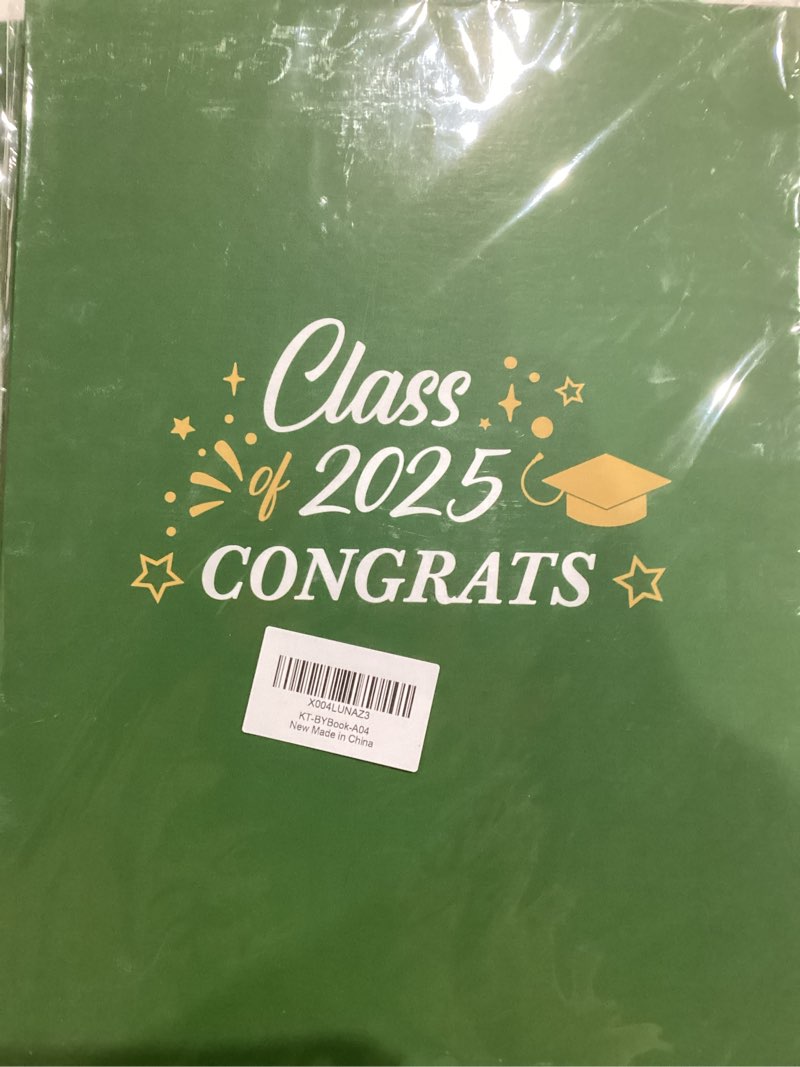 Class
of 2025
CONGRATS
X004LUNAZ3
KT-BYBook-A04
New Made in China